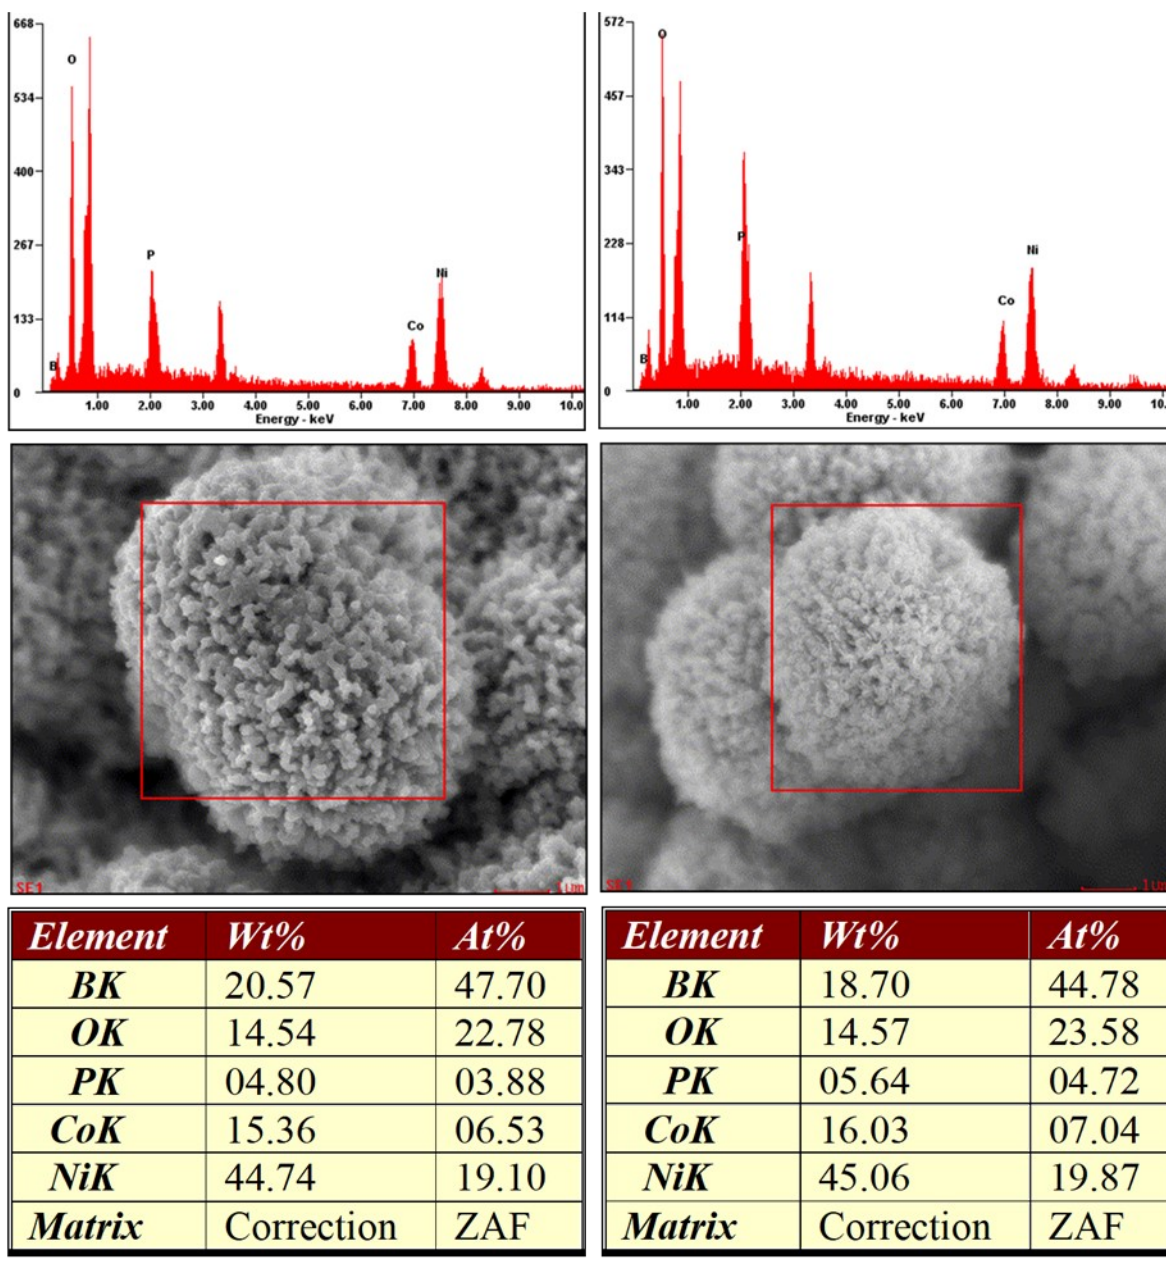 668
534
400
267
133
0
O
B
P
Co
Ni
1.00 2.00 3.00 4.00 5.00 6.00 7.00 8.00 9.00 10.0
Energy - keV
572
457
343
228
114
0
O
B
P
Co
Ni
1.00 2.00 3.00 4.00 5.00 6.00 7.00 8.00 9.00 10.
Energy - keV
SE1 1µm
SE1 1µm
Element Wt% At%
BK 20.57 47.70
OK 14.54 22.78
PK 04.80 03.88
CoK 15.36 06.53
NiK 44.74 19.10
Matrix Correction ZAF
Element Wt% At%
BK 18.70 44.78
OK 14.57 23.58
PK 05.64 04.72
CoK 16.03 07.04
NiK 45.06 19.87
Matrix Correction ZAF